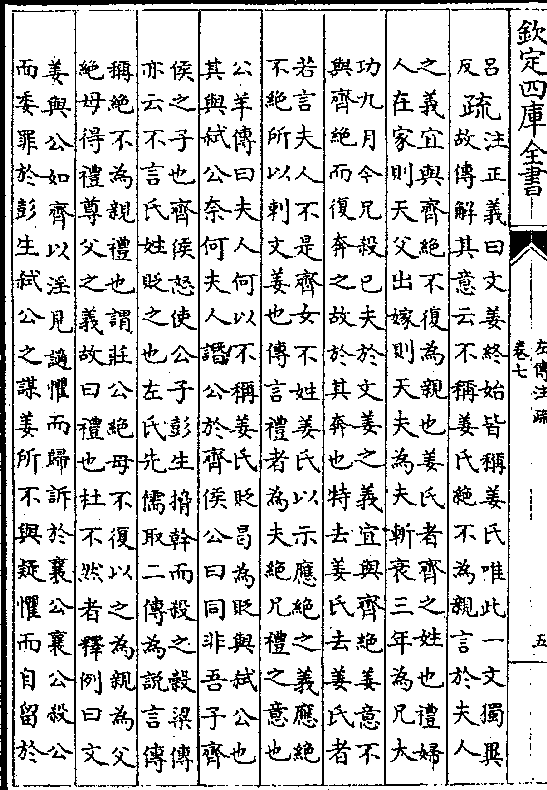 欽定四庫全書
左傳注疏
卷七
五
呂
反
疏
注正義曰文姜終始皆稱姜氏唯此一文獨異
故傳解其意云不稱姜氏絶不為親言於夫人
之義宜與齊絶不復為親也姜氏者齊之姓也禮婦
人在家則天父出嫁則天夫為夫斬衰三年為兄大
功九月今兄殺已夫於文姜之義宜與齊絶姜意不
與齊絶而復奔之故於其奔也特去姜氏去姜氏者
若言夫人不是齊女不姓姜氏以示應絶之義應絶
不絶所以刺文姜也傳言禮者為夫絶兄禮之意也
公羊傳曰夫人何以不稱姜氏貶曷為貶與弑公也
其與弑公奈何夫人譖公於齊侯公曰同非吾子齊
侯之子也齊侯怒使公子彭生搚幹而殺之榖梁傳
亦云不言氏姓貶之也左氏先儒取二傳為説言傳
稱絶不為親禮也謂莊公絶母不復以之為親為父
絶母得禮尊父之義故曰禮也杜不然者釋例曰文
姜與公如齊以淫見讁懼而歸訴於襄公襄公殺公
而委罪於彭生弑公之謀姜所不與疑懼而自留於